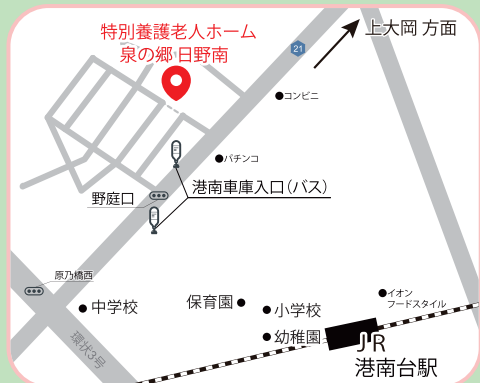 特別養護老人ホーム
泉の郷日野南
上大岡 方面
21
コンビニ
パチンコ
港南車庫入口(バス)
野庭口
原乃橋西
中学校
保育園
小学校
幼稚園
イオン
フードスタイル
環状3号
JR
港南台駅